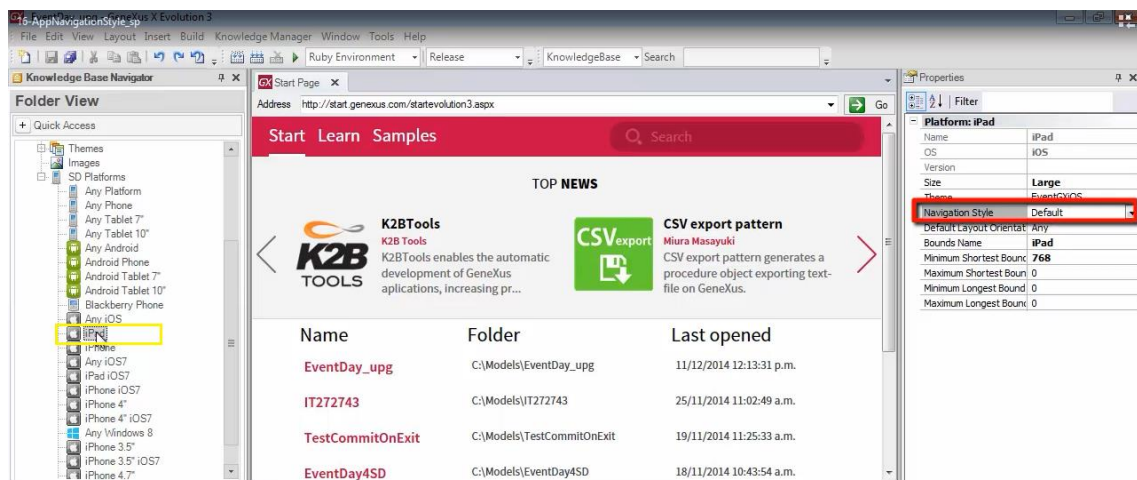 EventDay_upg - GeneXus X Evolution 3
16-AppNavigationStyle_sp
File Edit View Layout Insert Build Knowledge Manager Window Tools Help
Ruby Environment Release KnowledgeBase Search
Knowledge Base Navigator
Folder View
+ Quick Access
Themes
Images
SD Platforms
Any Platform
Any Phone
Any Tablet 7"
Any Tablet 10"
Any Android
Android Phone
Android Tablet 7"
Android Tablet 10"
Blackberry Phone
Any iOS
iPad
iPhone
Any iOS7
iPad iOS7
iPhone iOS7
iPhone 4"
iPhone 4" iOS7
Any Windows 8
iPhone 3.5"
iPhone 3.5" iOS7
iPhone 4.7"
Start Page X
Address http://start.genexus.com/startevolution3.aspx Go
Start Learn Samples Search
TOP NEWS
K2B TOOLS
K2BTools
K2B Tools
K2BTools enables the automatic
development of GeneXus
aplications, increasing pr...
CSVexport
CSV export pattern
Miura Masayuki
CSV export pattern generates a
procedure object exporting text-
file on GeneXus.
Name Folder Last opened
EventDay_upg C:\Models\EventDay_upg 11/12/2014 12:13:31 p.m.
IT272743 C:\Models\IT272743 25/11/2014 11:02:49 a.m.
TestCommitOnExit C:\Models\TestCommitOnExit 19/11/2014 11:25:33 a.m.
EventDay4SD C:\Models\EventDay4SD 18/11/2014 10:43:54 a.m.
Properties
Filter
Platform: iPad
Name iPad
OS iOS
Version
Size Large
Theme EventGXiOS
Navigation Style Default
Default Layout Orientat Any
Bounds Name iPad
Minimum Shortest Bounc 768
Maximum Shortest Boun 0
Minimum Longest Bound 0
Maximum Longest Bounc 0